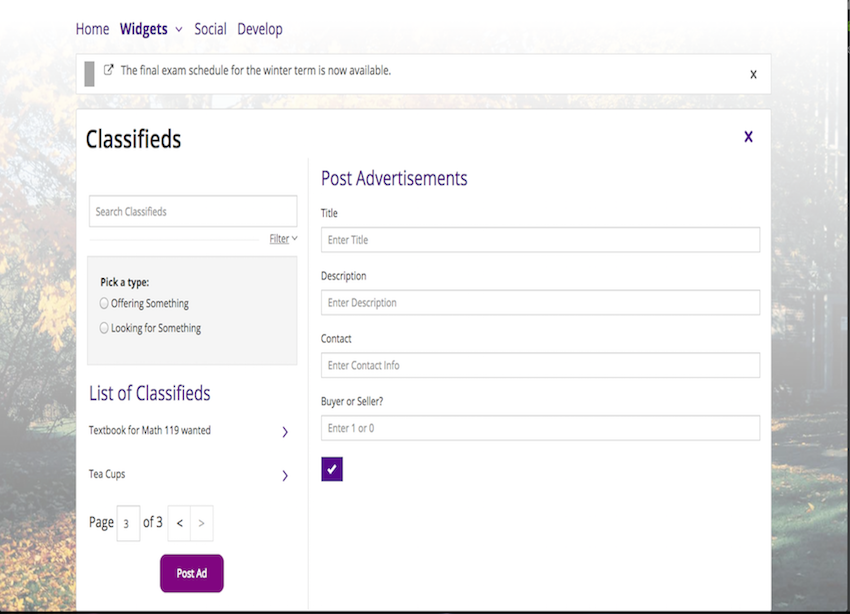 Home Widgets Social Develop
The final exam schedule for the winter term is now available. x
Classifieds x
Search Classifieds
Filter
Pick a type:
Offering Something
Looking for Something
List of Classifieds
Textbook for Math 119 wanted
Tea Cups
Page 3 of 3 < >
Post Ad
Post Advertisements
Title
Enter Title
Description
Enter Description
Contact
Enter Contact Info
Buyer or Seller?
Enter 1 or 0